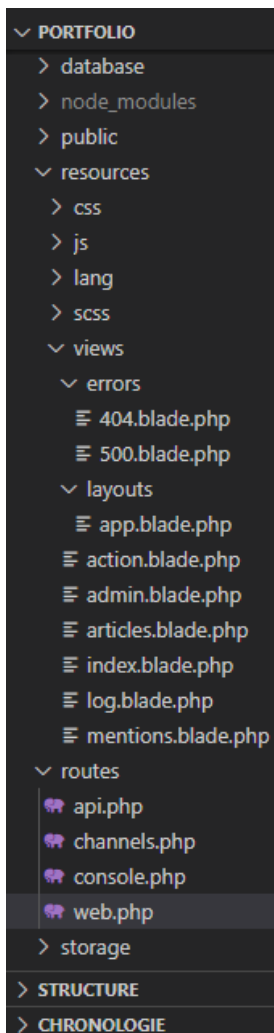 PORTFOLIO
database
node_modules
public
resources
css
js
lang
scss
views
errors
404.blade.php
500.blade.php
layouts
app.blade.php
action.blade.php
admin.blade.php
articles.blade.php
index.blade.php
log.blade.php
mentions.blade.php
routes
api.php
channels.php
console.php
web.php
storage
STRUCTURE
CHRONOLOGIE